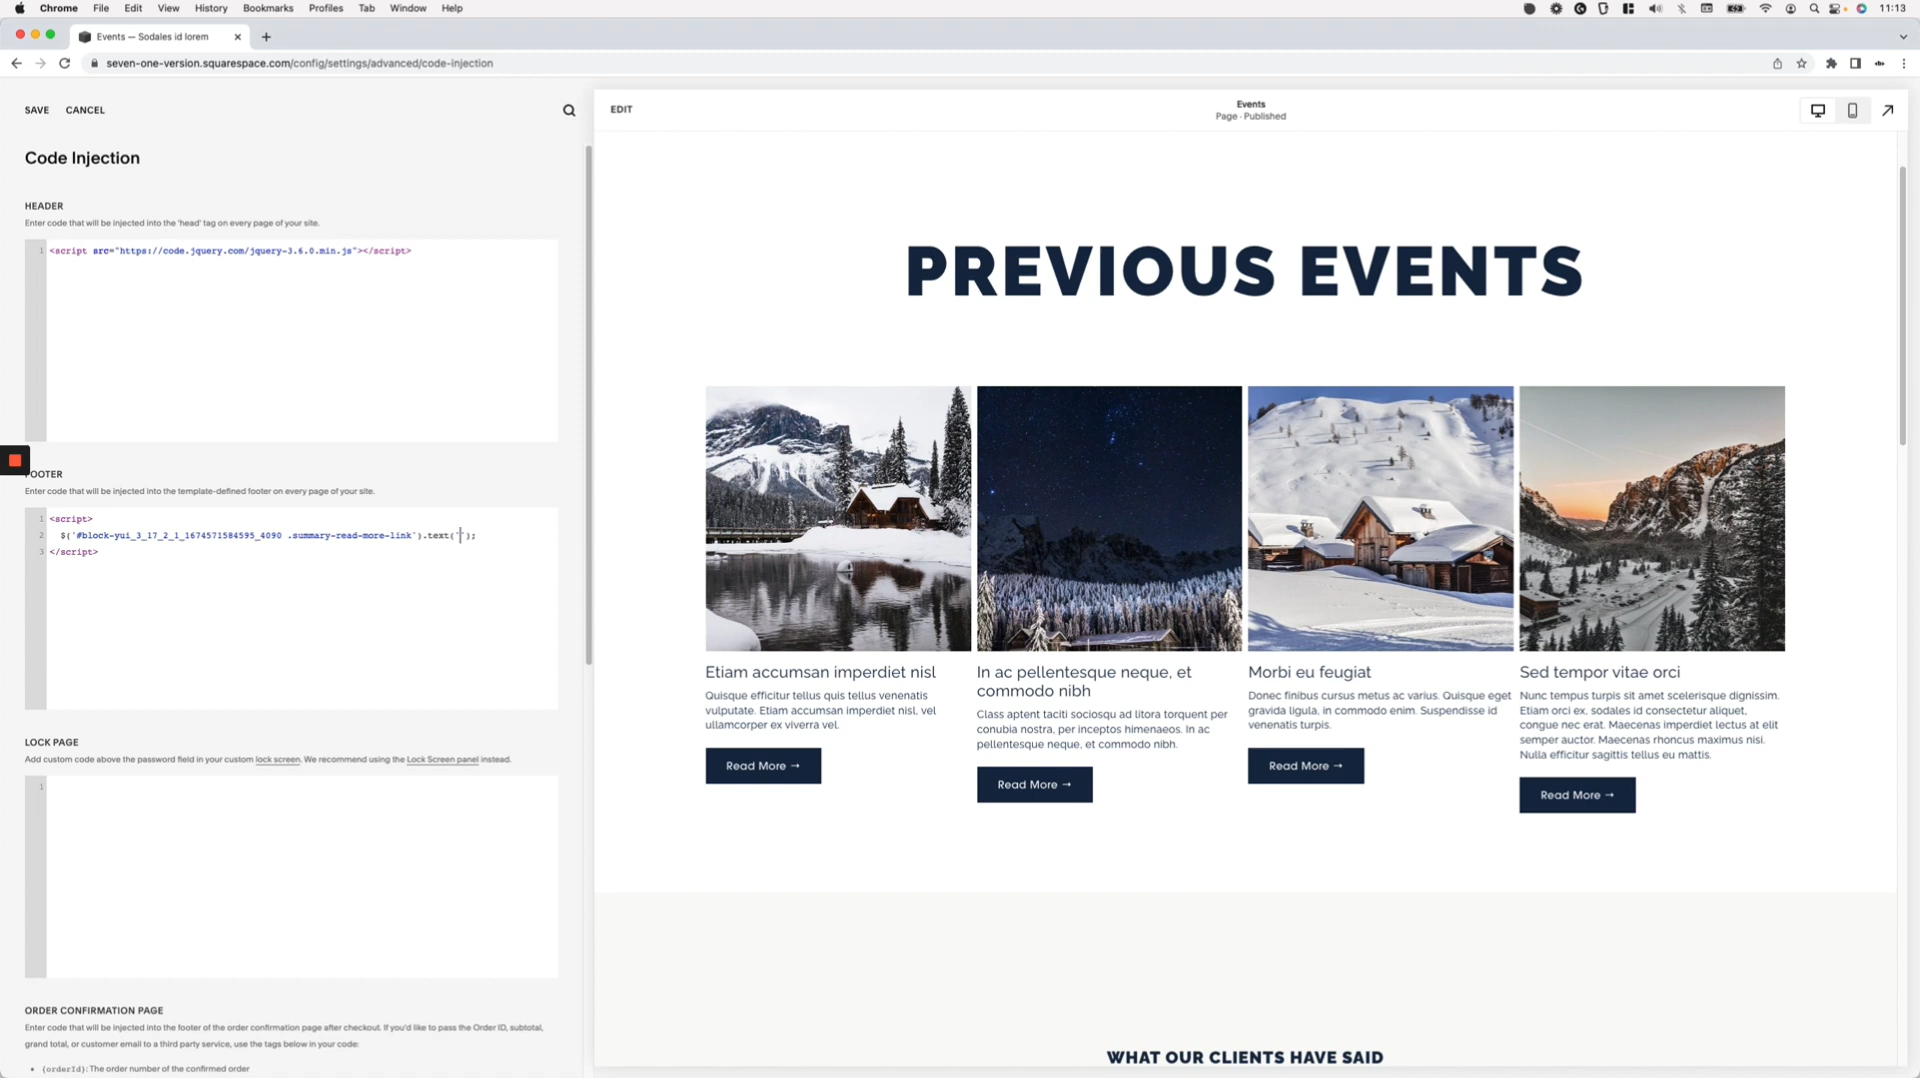 Chrome File Edit View History Bookmarks Profiles Tab Window Help 11:13
Events — Sodales id lorem
seven-one-version.squarespace.com/config/settings/advanced/code-injection
SAVE CANCEL
EDIT
Events
Page · Published
Code Injection
HEADER
Enter code that will be injected into the 'head' tag on every page of your site.
1 <script src="https://code.jquery.com/jquery-3.6.0.min.js"></script>
PREVIOUS EVENTS
FOOTER
Enter code that will be injected into the template-defined footer on every page of your site.
1 <script>
2 $('#block-yui_3_17_2_1_1674571584595_4090 .summary-read-more-link').text('');
3 </script>
Etiam accumsan imperdiet nisl
Quisque efficitur tellus quis tellus venenatis
vulputate. Etiam accumsan imperdiet nisl, vel
ullamcorper ex viverra vel.
Read More →
In ac pellentesque neque, et
commodo nibh
Class aptent taciti sociosqu ad litora torquent per
conubia nostra, per inceptos himenaeos. In ac
pellentesque neque, et commodo nibh.
Read More →
Morbi eu feugiat
Donec finibus cursus metus ac varius. Quisque eget
gravida ligula, in commodo enim. Suspendisse id
venenatis turpis.
Read More →
Sed tempor vitae orci
Nunc tempus turpis sit amet scelerisque dignissim.
Etiam orci ex, sodales id consectetur aliquet,
congue nec erat. Maecenas imperdiet lectus at elit
semper auctor. Maecenas rhoncus maximus nisi.
Nulla efficitur sagittis tellus eu mattis.
Read More →
LOCK PAGE
Add custom code above the password field in your custom lock screen. We recommend using the Lock Screen panel instead.
1
ORDER CONFIRMATION PAGE
Enter code that will be injected into the footer of the order confirmation page after checkout. If you'd like to pass the Order ID, subtotal,
grand total, or customer email to a third party service, use the tags below in your code:
• {orderId}: The order number of the confirmed order
WHAT OUR CLIENTS HAVE SAID